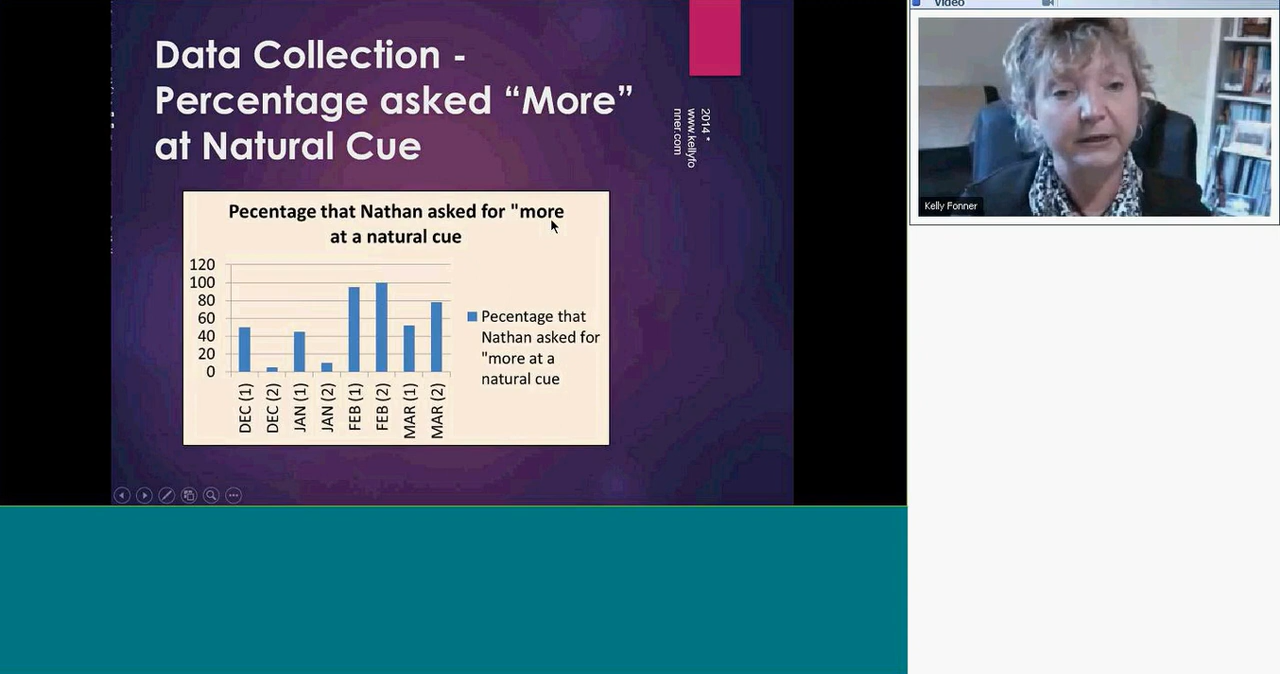 Data Collection -
Percentage asked “More”
at Natural Cue
2014 *
www.kellyfo
nner.com
Pecentage that Nathan asked for "more
at a natural cue
120
100
80
60
40
20
0
DEC (1)
DEC (2)
JAN (1)
JAN (2)
FEB (1)
FEB (2)
MAR (1)
MAR (2)
Pecentage that
Nathan asked for
"more at a
natural cue
Video
Kelly Fonner